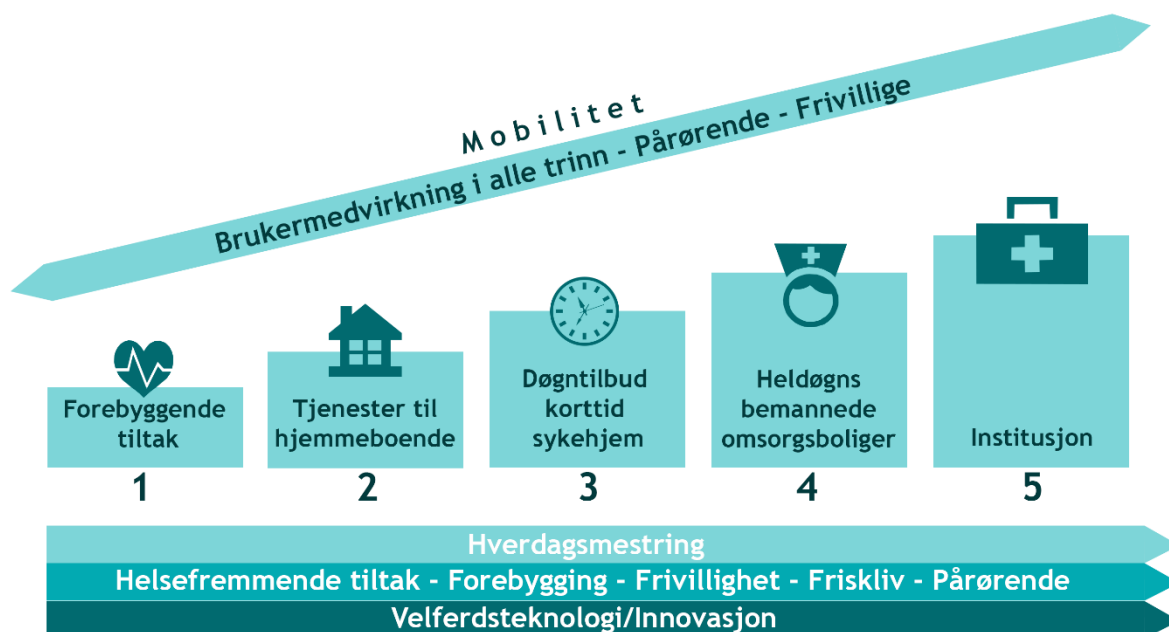 Mobilitet
Brukermedvirkning i alle trinn - Pårørende - Frivillige
Forebyggende
tiltak
Tjenester til
hjemmeboende
Døgntilbud
korttid
sykehjem
Heldøgns
bemannede
omsorgsboliger
Institusjon
1
2
3
4
5
Hverdagsmestring
Helsefremmende tiltak - Forebygging - Frivillighet - Friskliv - Pårørende
Velferdsteknologi/Innovasjon